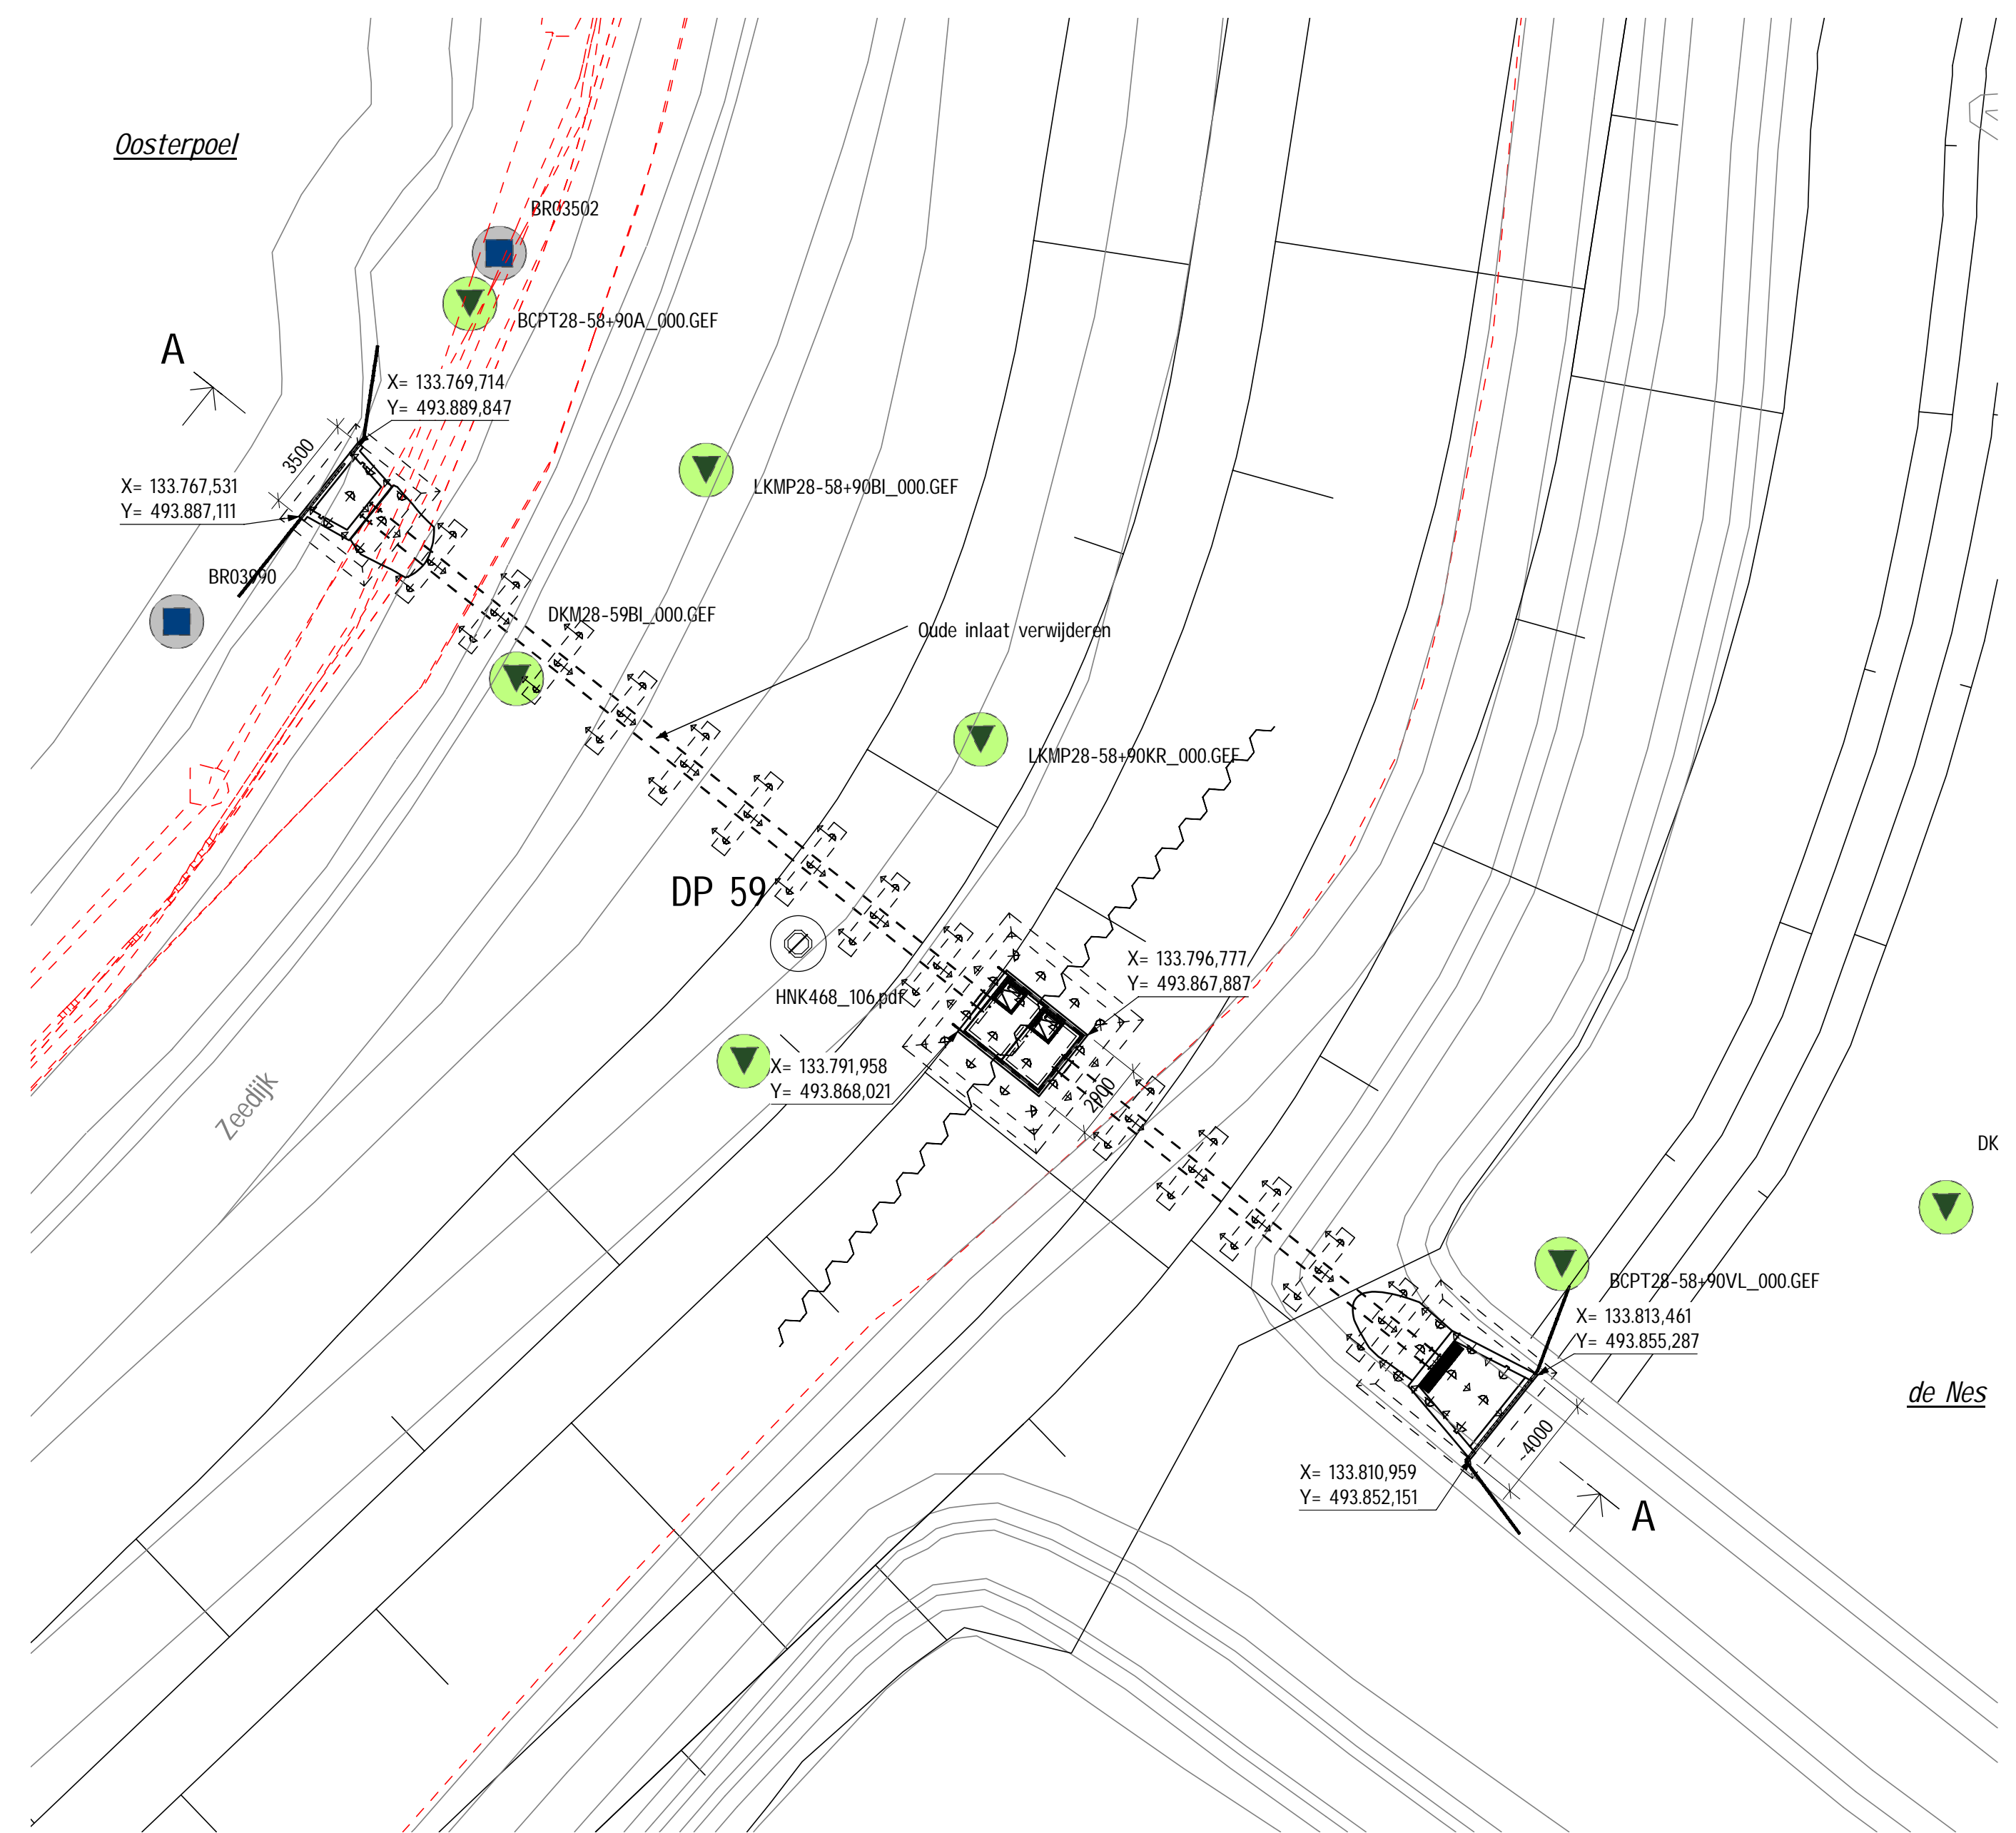 Oosterpoel
BR03502
BCPT28-58+90A_000.GEF
A
X= 133.769,714
Y= 493.889,847
3500
X= 133.767,531
Y= 493.887,111
LKMP28-58+90BI_000.GEF
BR03990
DKM28-59BI_000.GEF
Oude inlaat verwijderen
LKMP28-58+90KR_000.GEF
DP 59
X= 133.796,777
Y= 493.867,887
HNK468_106.pdf
X= 133.791,958
Y= 493.868,021
2900
Zeedijk
DK
BCPT28-58+90VL_000.GEF
X= 133.813,461
Y= 493.855,287
de Nes
4000
X= 133.810,959
Y= 493.852,151
A